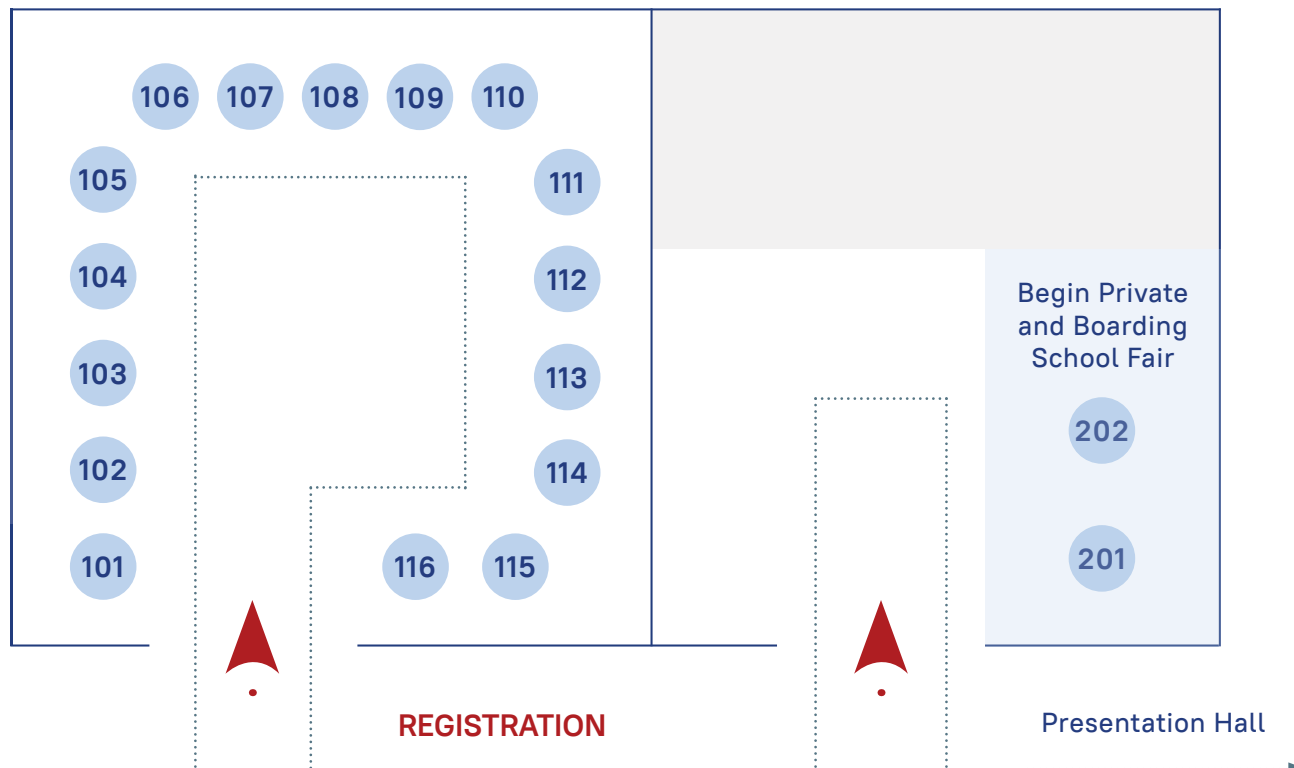 106 107 108 109 110
105
111
104
112
Begin Private
and Boarding
School Fair
103
113
202
102
114
101
116 115
201
REGISTRATION
Presentation Hall